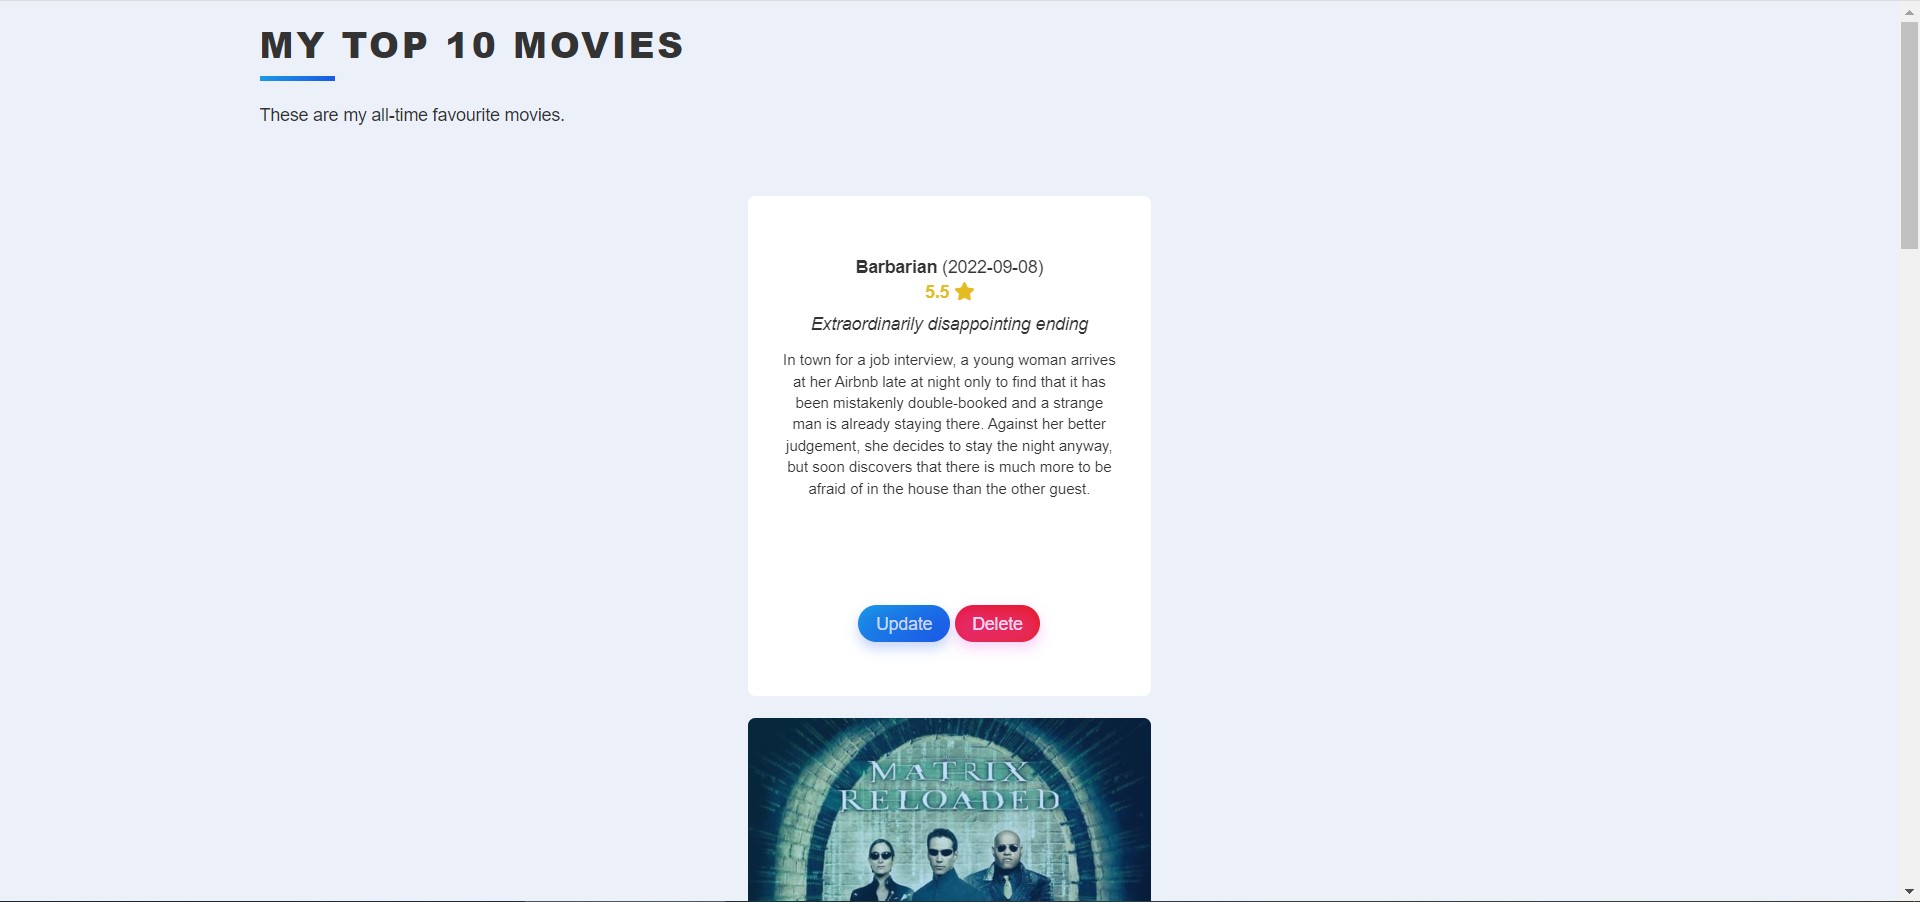 MY TOP 10 MOVIES
These are my all-time favourite movies.
Barbarian (2022-09-08)
5.5
Extraordinarily disappointing ending
In town for a job interview, a young woman arrives
at her Airbnb late at night only to find that it has
been mistakenly double-booked and a strange
man is already staying there. Against her better
judgement, she decides to stay the night anyway,
but soon discovers that there is much more to be
afraid of in the house than the other guest.
Update Delete
MATRIX
RELOADED